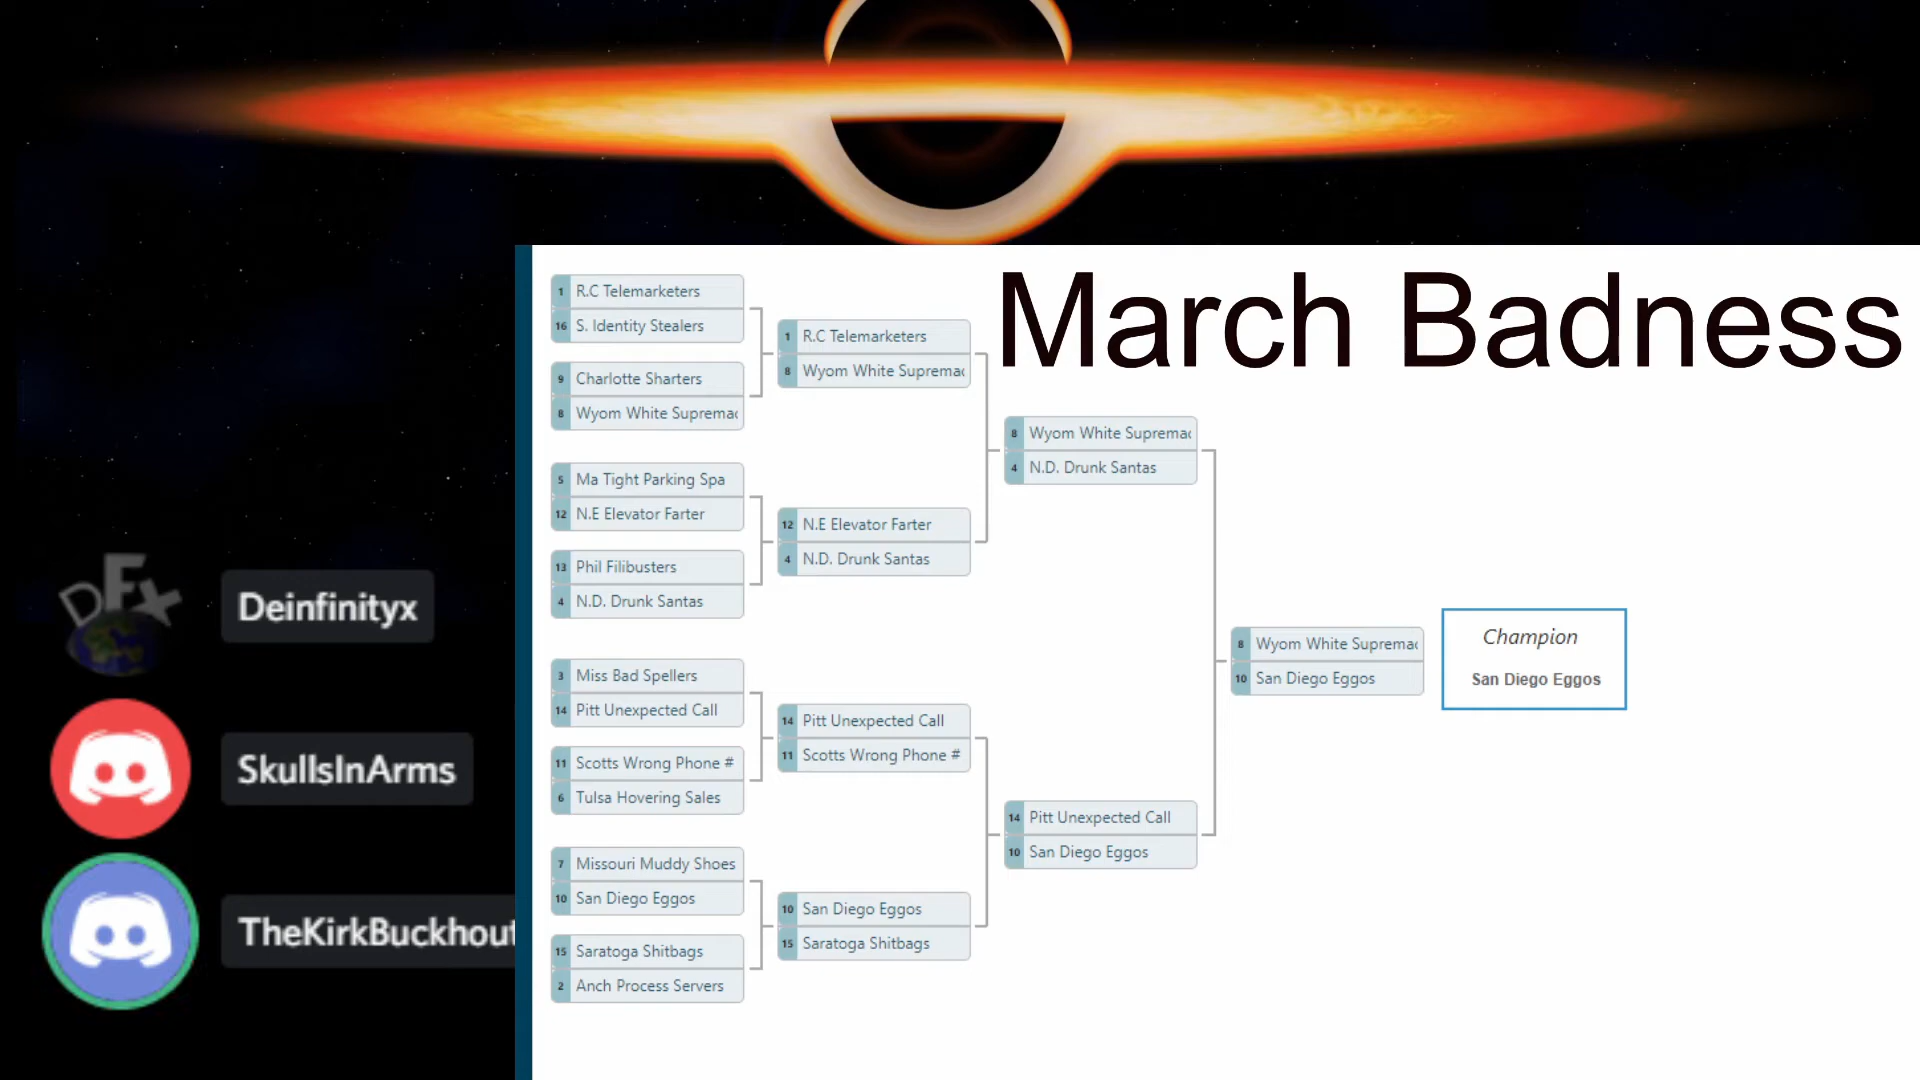 March Badness
1 R.C Telemarketers
16 S. Identity Stealers
9 Charlotte Sharters
8 Wyom White Supremac
5 Ma Tight Parking Spa
12 N.E Elevator Farter
13 Phil Filibusters
4 N.D. Drunk Santas
3 Miss Bad Spellers
14 Pitt Unexpected Call
11 Scotts Wrong Phone #
6 Tulsa Hovering Sales
7 Missouri Muddy Shoes
10 San Diego Eggos
15 Saratoga Shitbags
2 Anch Process Servers
1 R.C Telemarketers
8 Wyom White Supremac
12 N.E Elevator Farter
4 N.D. Drunk Santas
14 Pitt Unexpected Call
11 Scotts Wrong Phone #
10 San Diego Eggos
15 Saratoga Shitbags
8 Wyom White Supremac
4 N.D. Drunk Santas
14 Pitt Unexpected Call
10 San Diego Eggos
8 Wyom White Supremac
10 San Diego Eggos
Champion
San Diego Eggos
DFx
Deinfinityx
SkullsInArms
TheKirkBuckhout